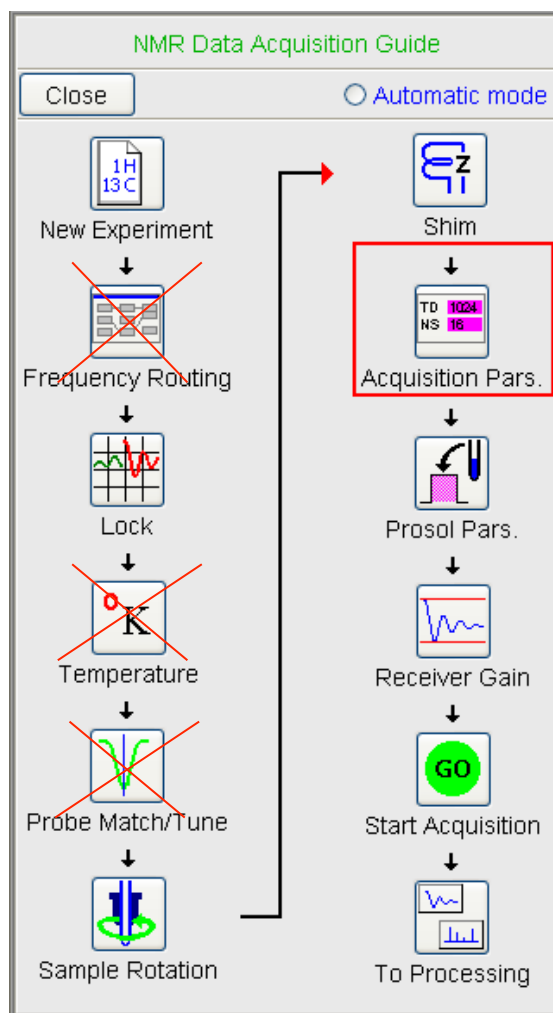 NMR Data Acquisition Guide
Close
Automatic mode
1H
13C
New Experiment
Frequency Routing
Lock
°K
Temperature
Probe Match/Tune
Sample Rotation
Z
Shim
TD 1024
NS 16
Acquisition Pars.
Prosol Pars.
Receiver Gain
GO
Start Acquisition
To Processing